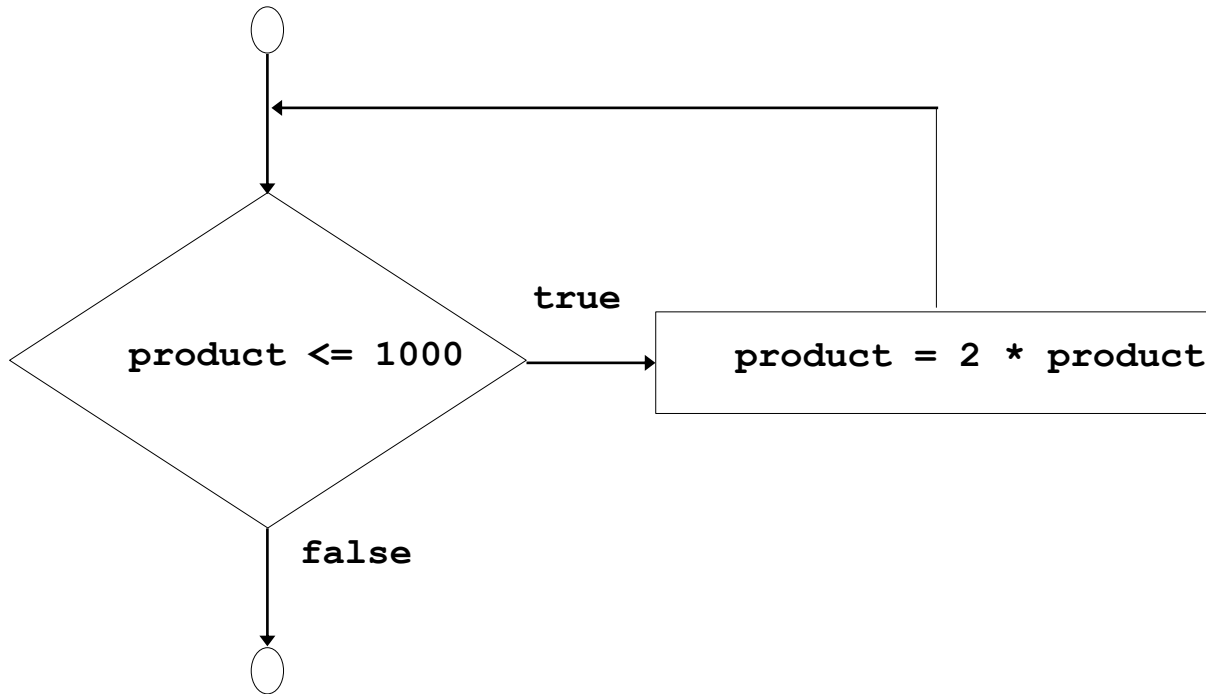 true
product <= 1000
product = 2 * product
false